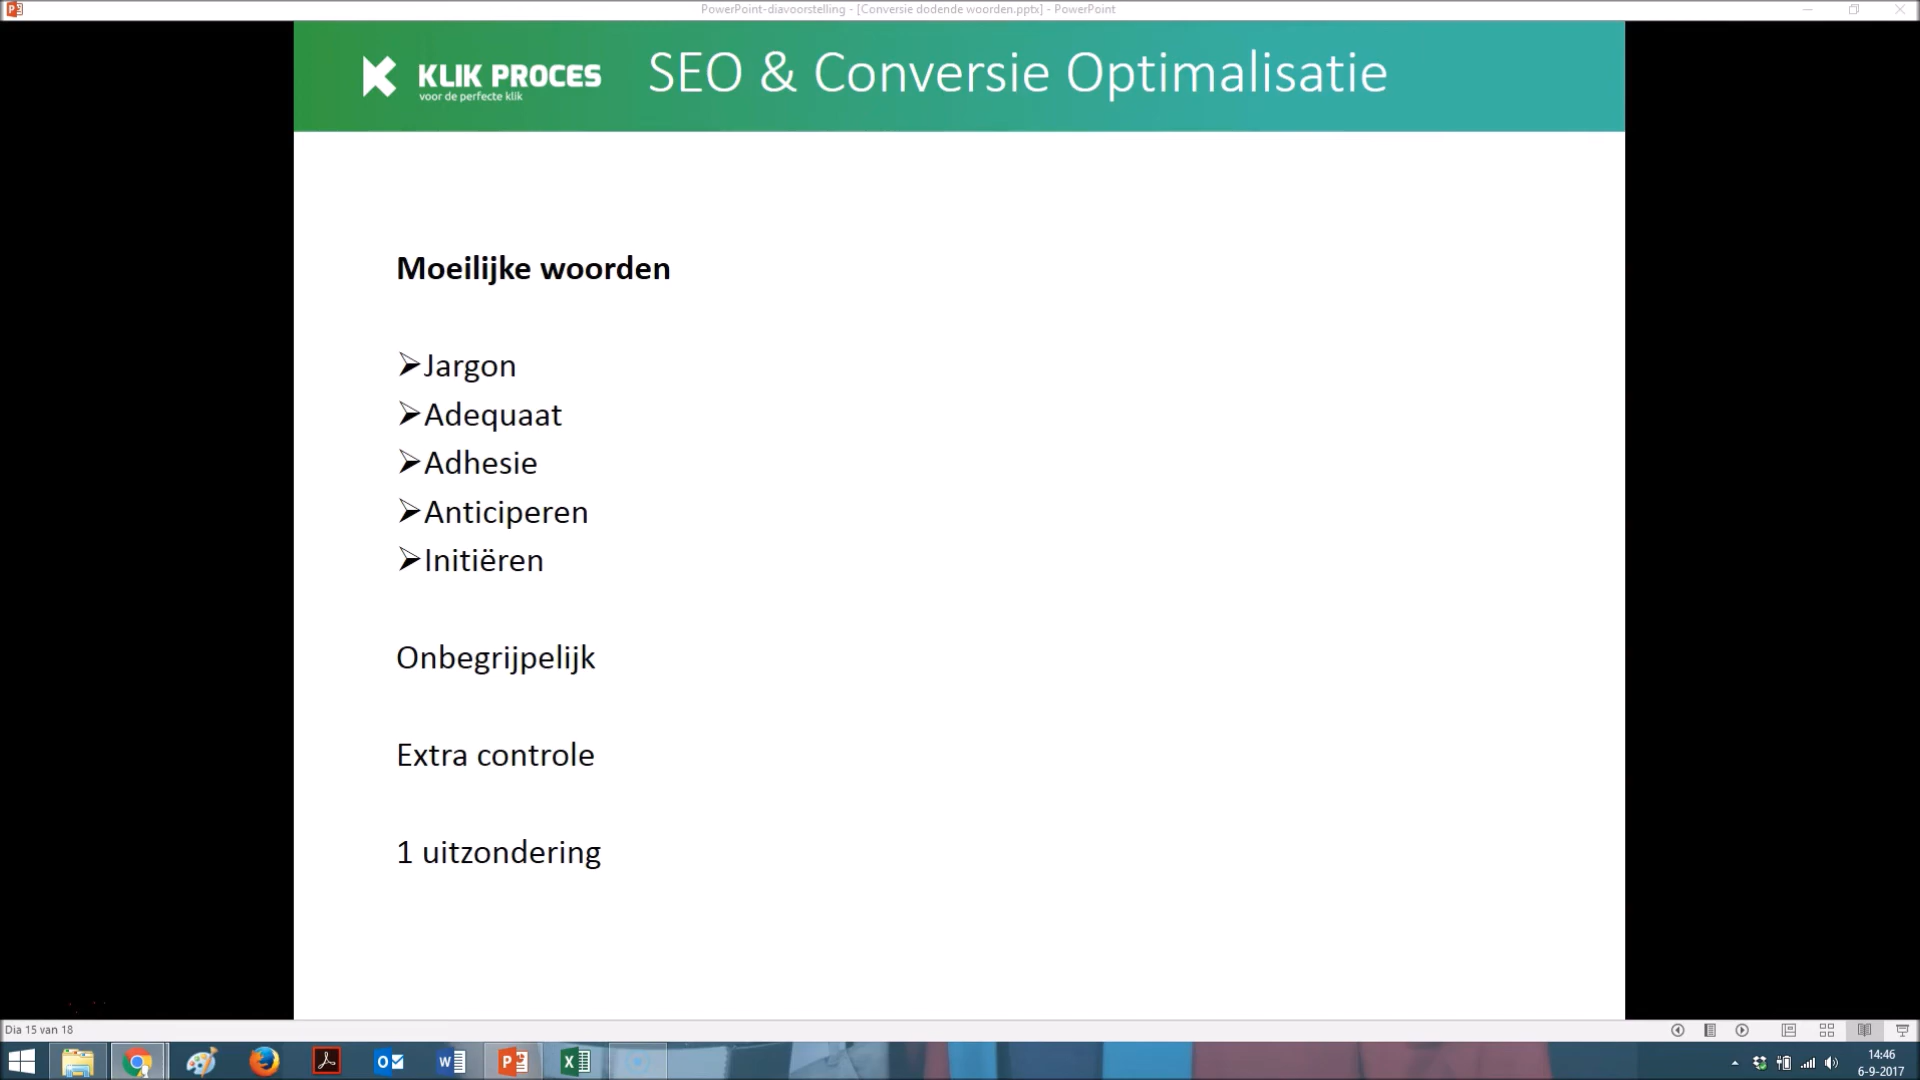 PowerPoint-diavoorstelling - [Conversie dodende woorden.pptx] - PowerPoint
KLIK PROCES
voor de perfecte klik
SEO & Conversie Optimalisatie
Moeilijke woorden
Jargon
Adequaat
Adhesie
Anticiperen
Initiëren
Onbegrijpelijk
Extra controle
1 uitzondering
Dia 15 van 18
14:46
6-9-2017